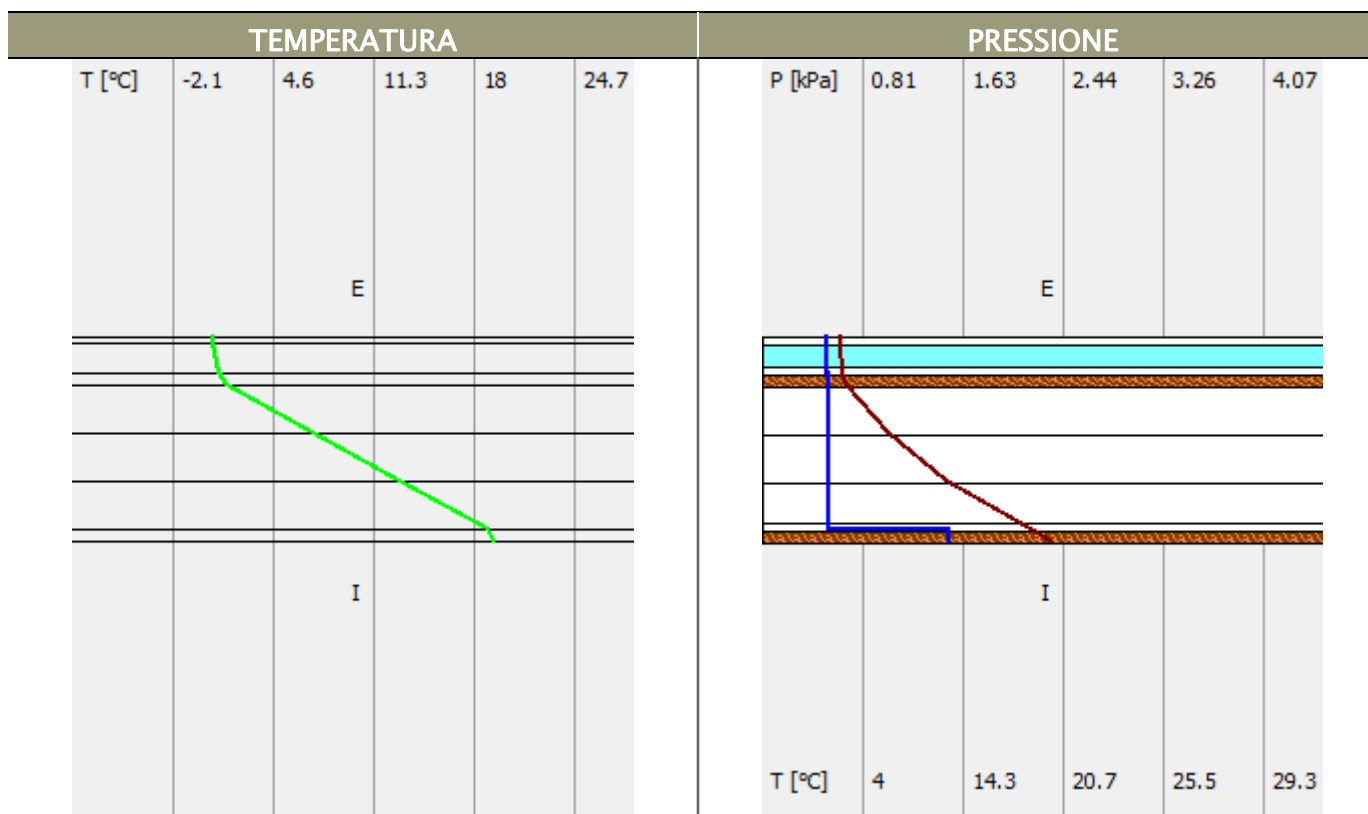 TEMPERATURA
PRESSIONE
T [°C] -2.1 4.6 11.3 18 24.7
P [kPa] 0.81 1.63 2.44 3.26 4.07
E
E
I
I
T [°C] 4 14.3 20.7 25.5 29.3